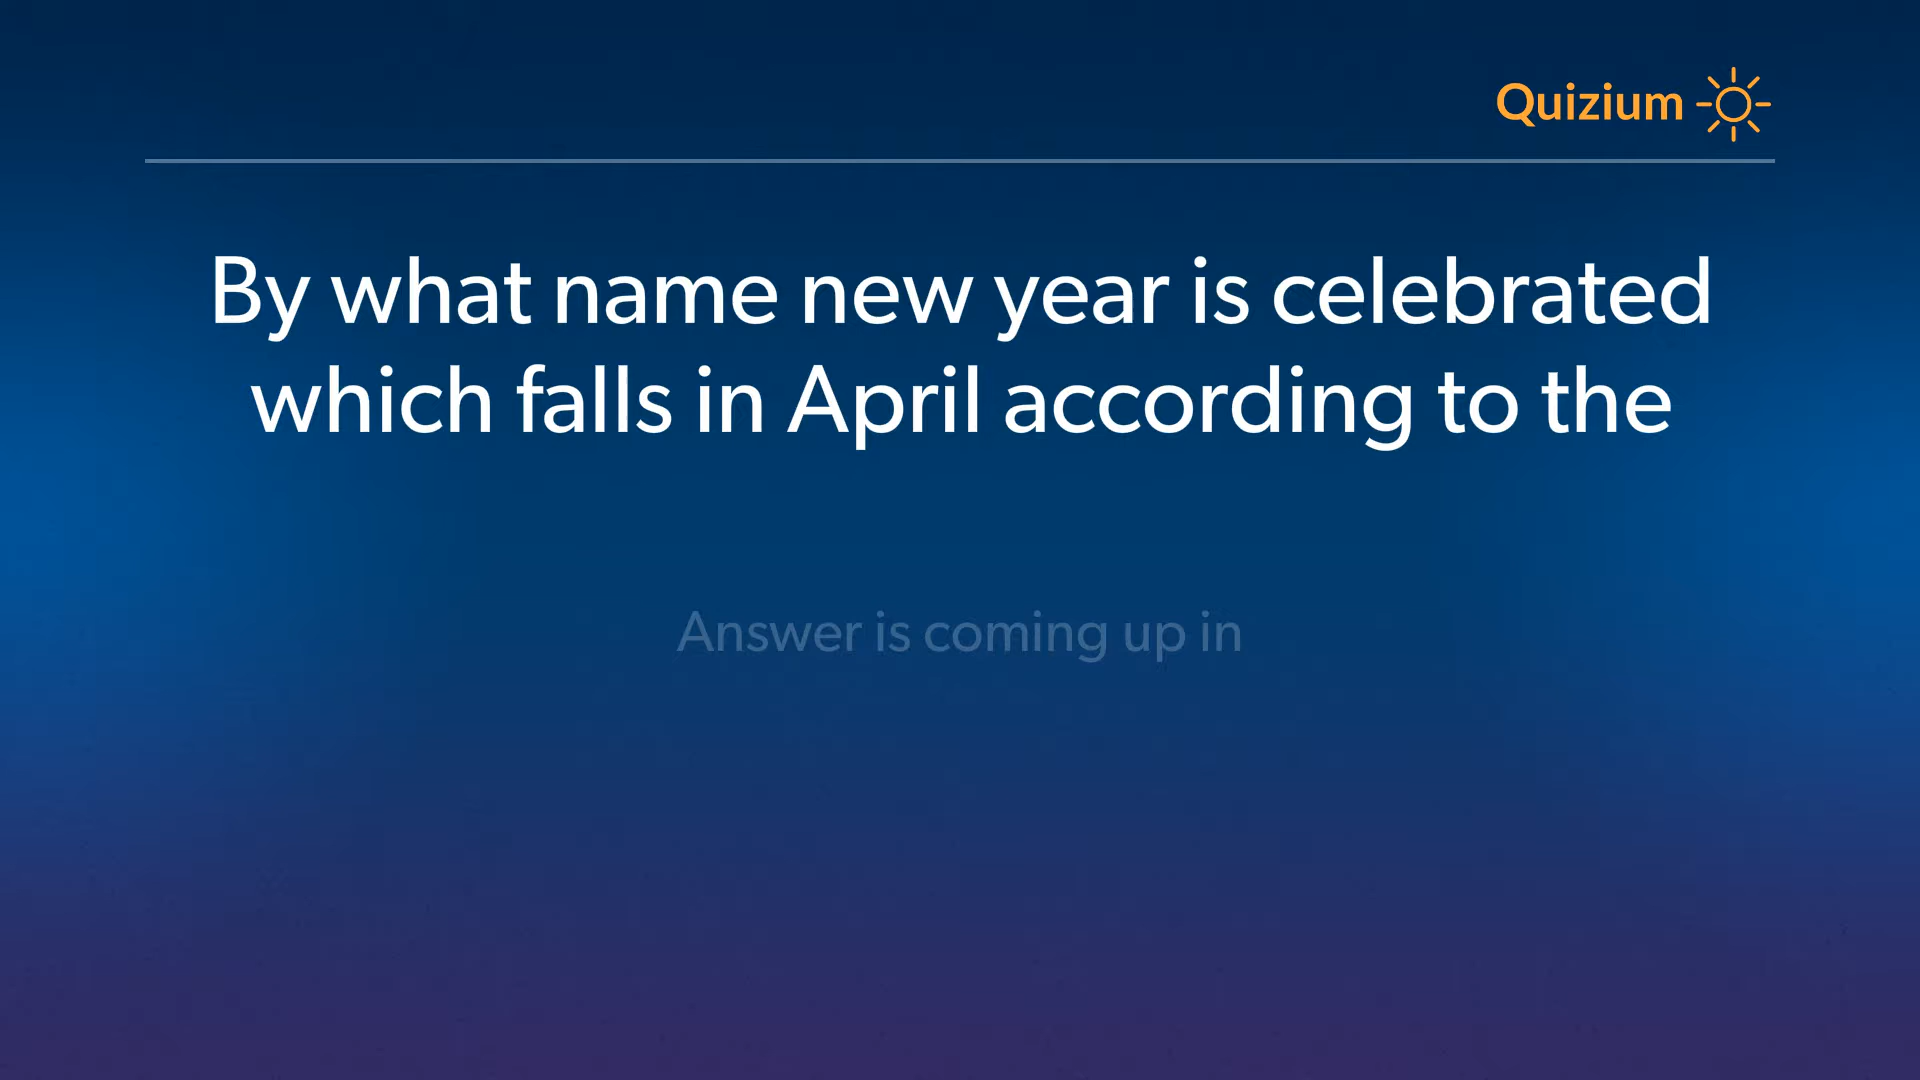 Quizium
By what name new year is celebrated
which falls in April according to the
Answer is coming up in